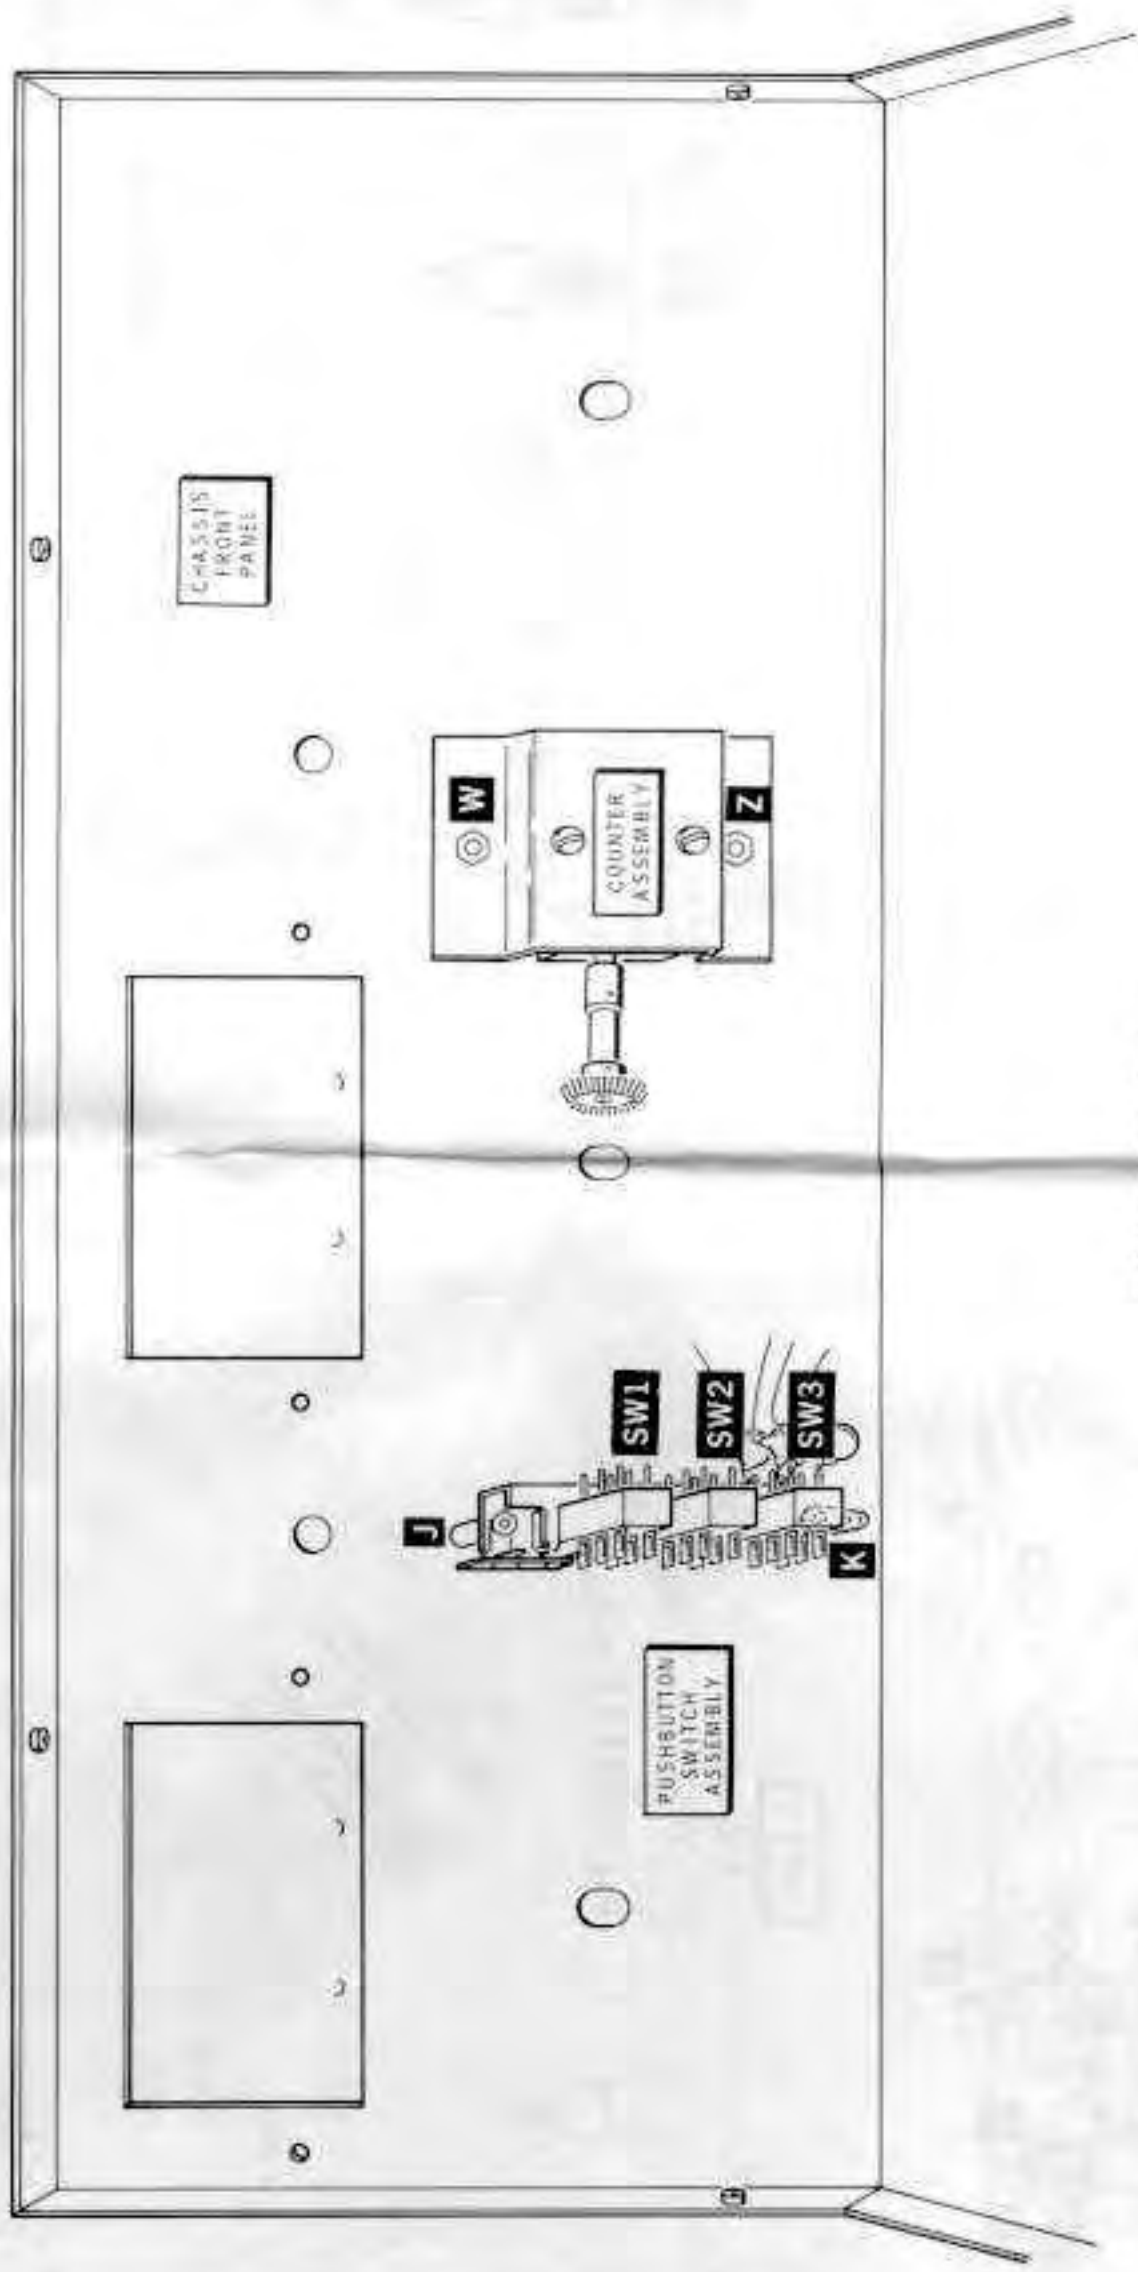 CHASSIS
FRONT
PANEL
J
W
COUNTER
ASSEMBLY
SW1
PUSHBUTTON
SWITCH
ASSEMBLY
SW2
Z
SW3
K